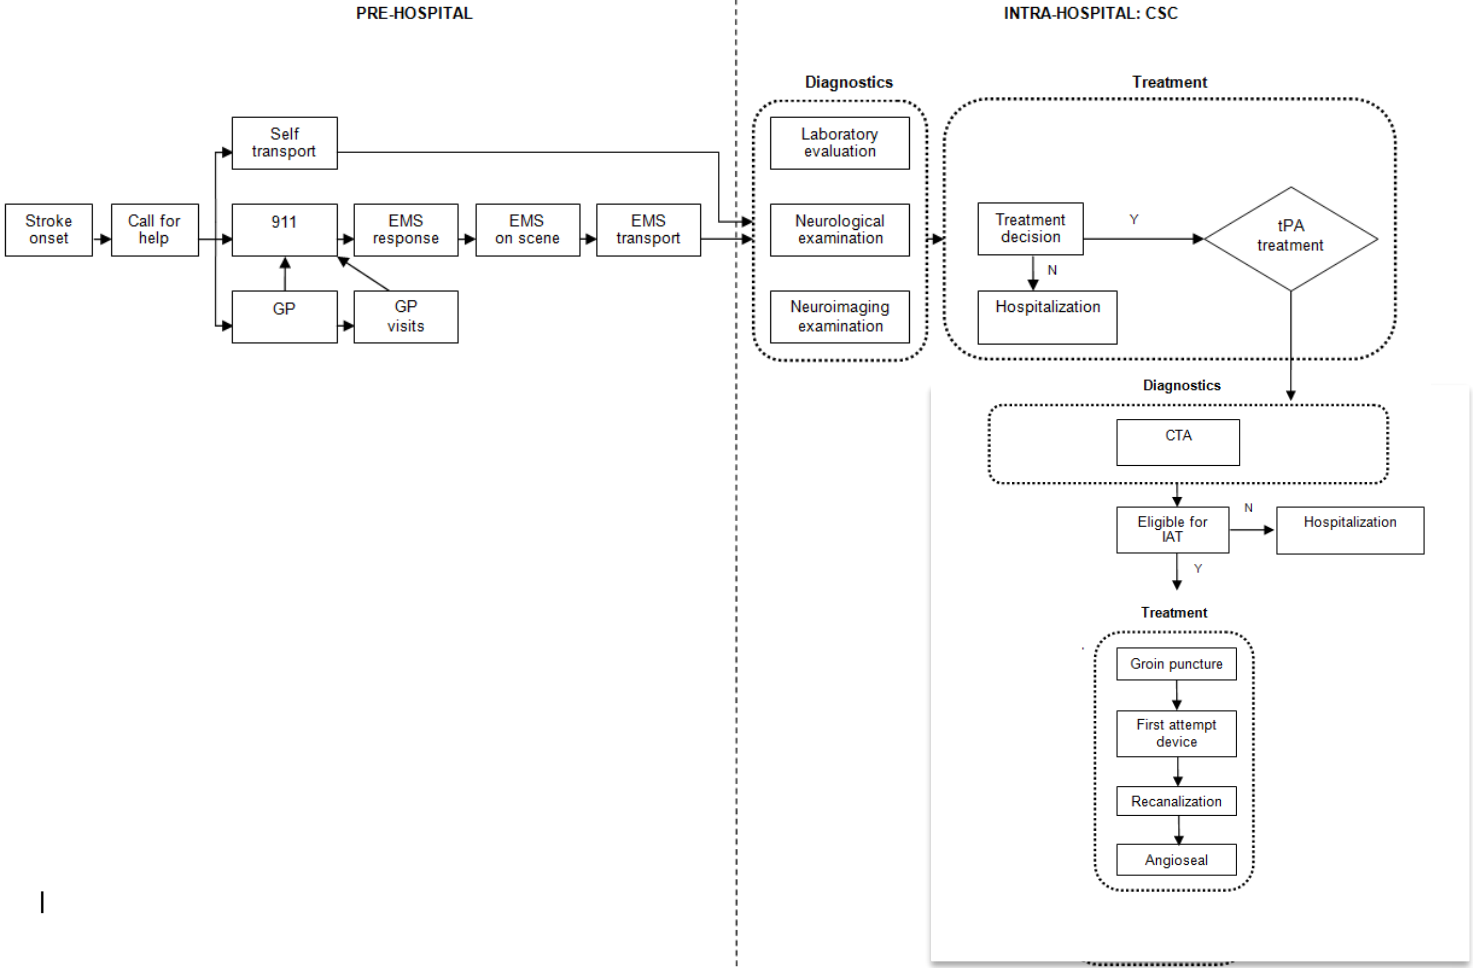 PRE-HOSPITAL
INTRA-HOSPITAL: CSC
Diagnostics
Treatment
Self
transport
Laboratory
evaluation
Stroke
onset
Call for
help
911
EMS
response
EMS
on scene
EMS
transport
Neurological
examination
Treatment
decision
Y
tPA
treatment
N
GP
GP
visits
Neuroimaging
examination
Hospitalization
Diagnostics
CTA
Eligible for
IAT
N
Hospitalization
Y
Treatment
Groin puncture
First attempt
device
Recanalization
Angioseal